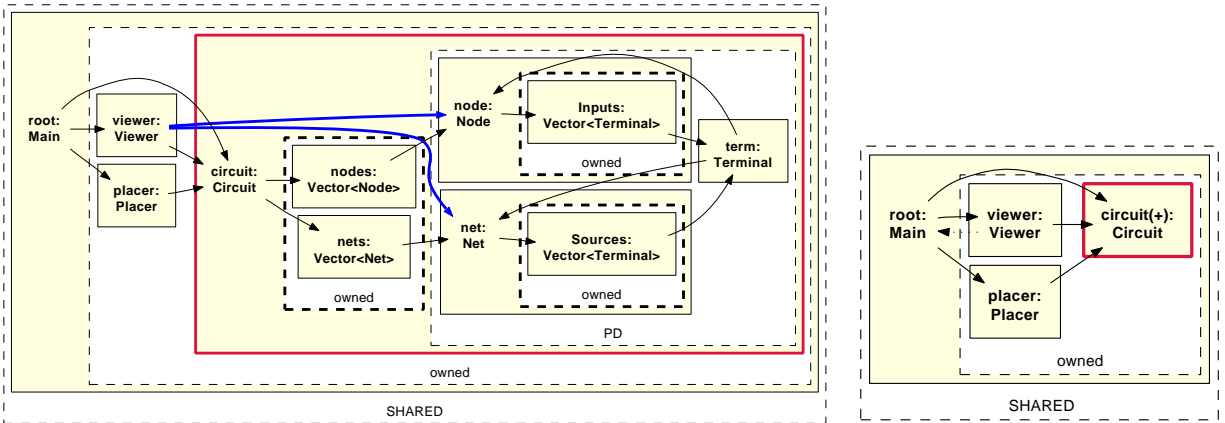 root:
Main
viewer:
Viewer
placer:
Placer
circuit:
Circuit
nodes:
Vector<Node>
nets:
Vector<Net>
owned
node:
Node
Inputs:
Vector<Terminal>
owned
term:
Terminal
net:
Net
Sources:
Vector<Terminal>
owned
PD
owned
SHARED
root:
Main
viewer:
Viewer
circuit(+):
Circuit
placer:
Placer
owned
SHARED